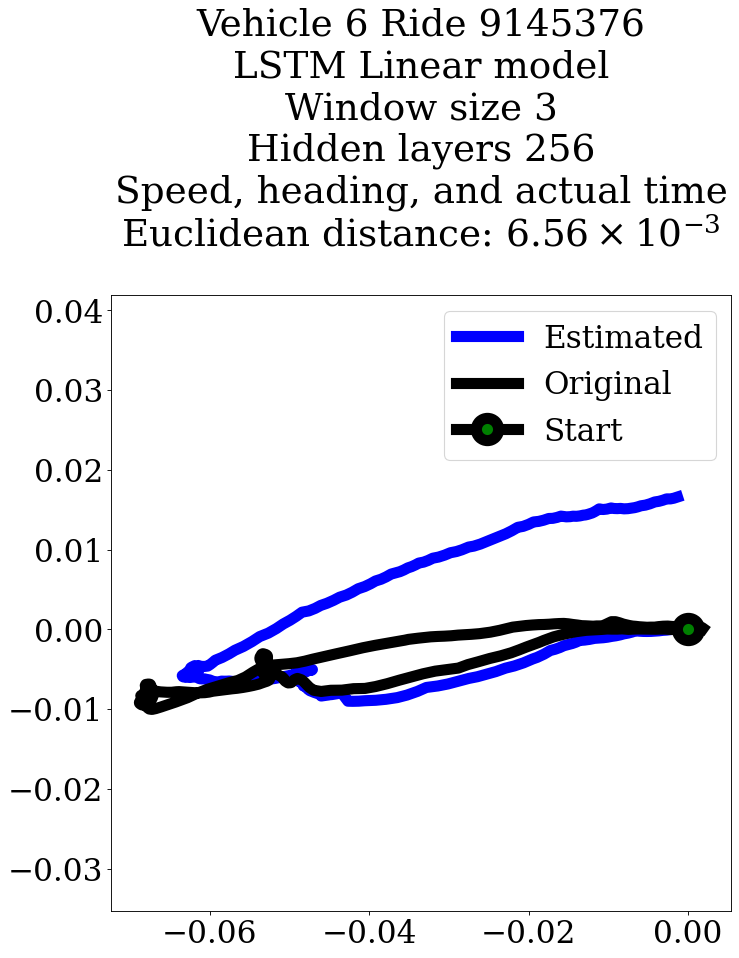 Vehicle 6 Ride 9145376
LSTM Linear model
Window size 3
Hidden layers 256
Speed, heading, and actual time
Euclidean distance: 6.56 × 10⁻³
0.04
0.03
0.02
0.01
0.00
−0.01
−0.02
−0.03
Estimated
Original
Start
−0.06 −0.04 −0.02 0.00